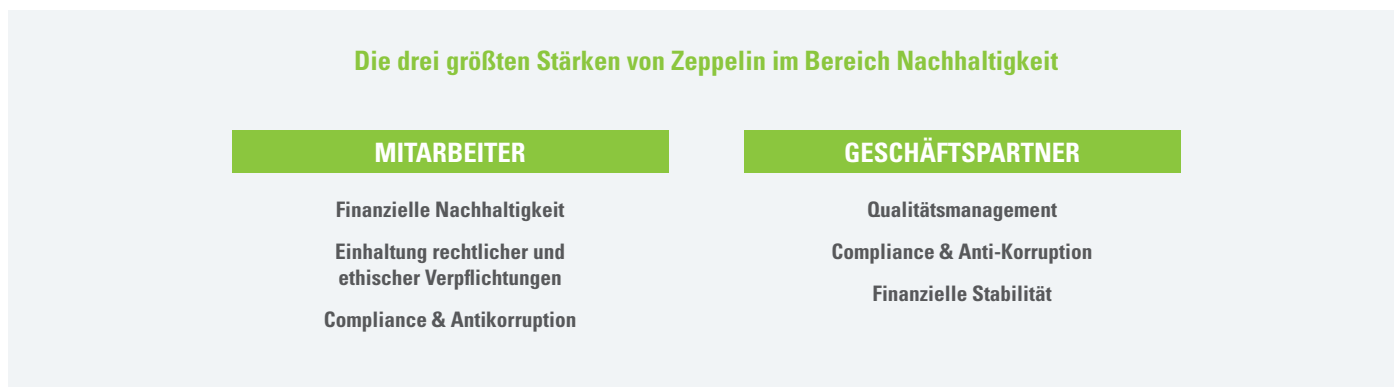 Die drei größten Stärken von Zeppelin im Bereich Nachhaltigkeit
MITARBEITER
Finanzielle Nachhaltigkeit
Einhaltung rechtlicher und
ethischer Verpflichtungen
Compliance & Antikorruption
GESCHÄFTSPARTNER
Qualitätsmanagement
Compliance & Anti-Korruption
Finanzielle Stabilität